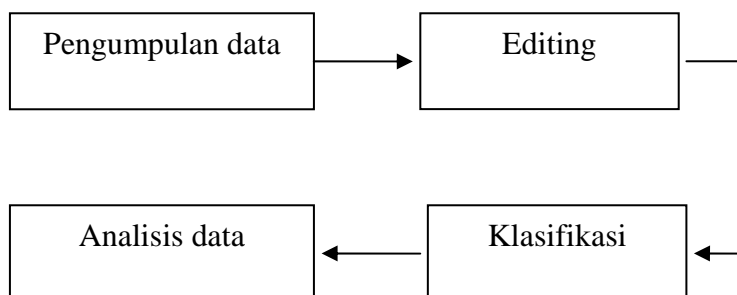 Pengumpulan data
Editing
Klasifikasi
Analisis data